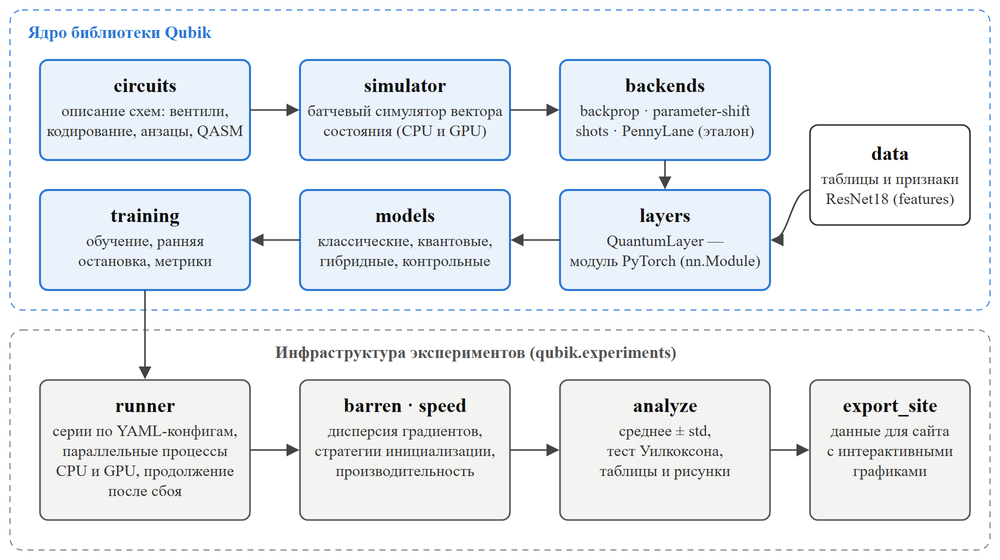 Ядро библиотеки Qubik
circuits
описание схем: вентили,
кодирование, анзацы, QASM
simulator
батчевый симулятор вектора
состояния (CPU и GPU)
backends
backprop · parameter-shift
shots · PennyLane (эталон)
data
таблицы и признаки
ResNet18 (features)
training
обучение, ранняя
остановка, метрики
models
классические, квантовые,
гибридные, контрольные
layers
QuantumLayer —
модуль PyTorch (nn.Module)
Инфраструктура экспериментов (qubik.experiments)
runner
серии по YAML-конфигам,
параллельные процессы
CPU и GPU, продолжение
после сбоя
barren · speed
дисперсия градиентов,
стратегии инициализации,
производительность
analyze
среднее ± std,
тест Уилкоксона,
таблицы и рисунки
export_site
данные для сайта
с интерактивными
графиками